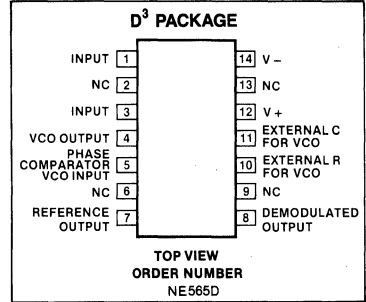 D³ PACKAGE
INPUT 1
NC 2
INPUT 3
VCO OUTPUT 4
PHASE
COMPARATOR 5
VCO INPUT
NC 6
REFERENCE 7
OUTPUT
14 V –
13 NC
12 V +
11 EXTERNAL C
FOR VCO
10 EXTERNAL R
FOR VCO
9 NC
8 DEMODULATED
OUTPUT
TOP VIEW
ORDER NUMBER
NE565D